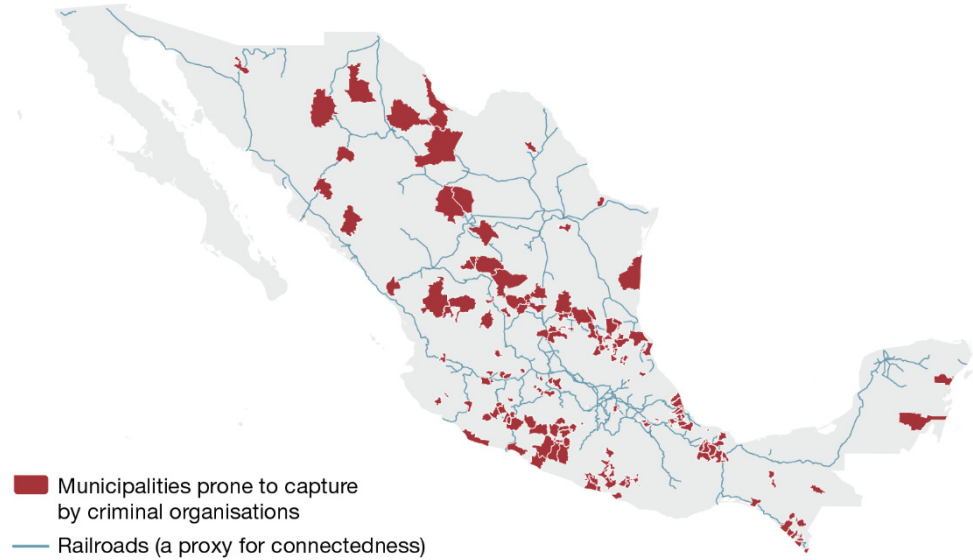 Municipalities prone to capture
by criminal organisations
Railroads (a proxy for connectedness)